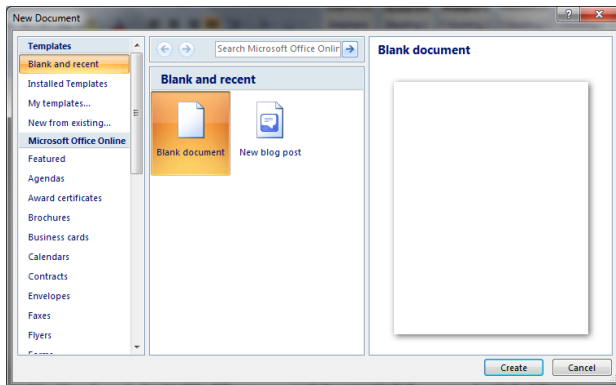 New Document
Templates
Blank and recent
Installed Templates
My templates...
New from existing...
Microsoft Office Online
Featured
Agendas
Award certificates
Brochures
Business cards
Calendars
Contracts
Envelopes
Faxes
Flyers
Search Microsoft Office Onlin
Blank and recent
Blank document
New blog post
Blank document
Create
Cancel